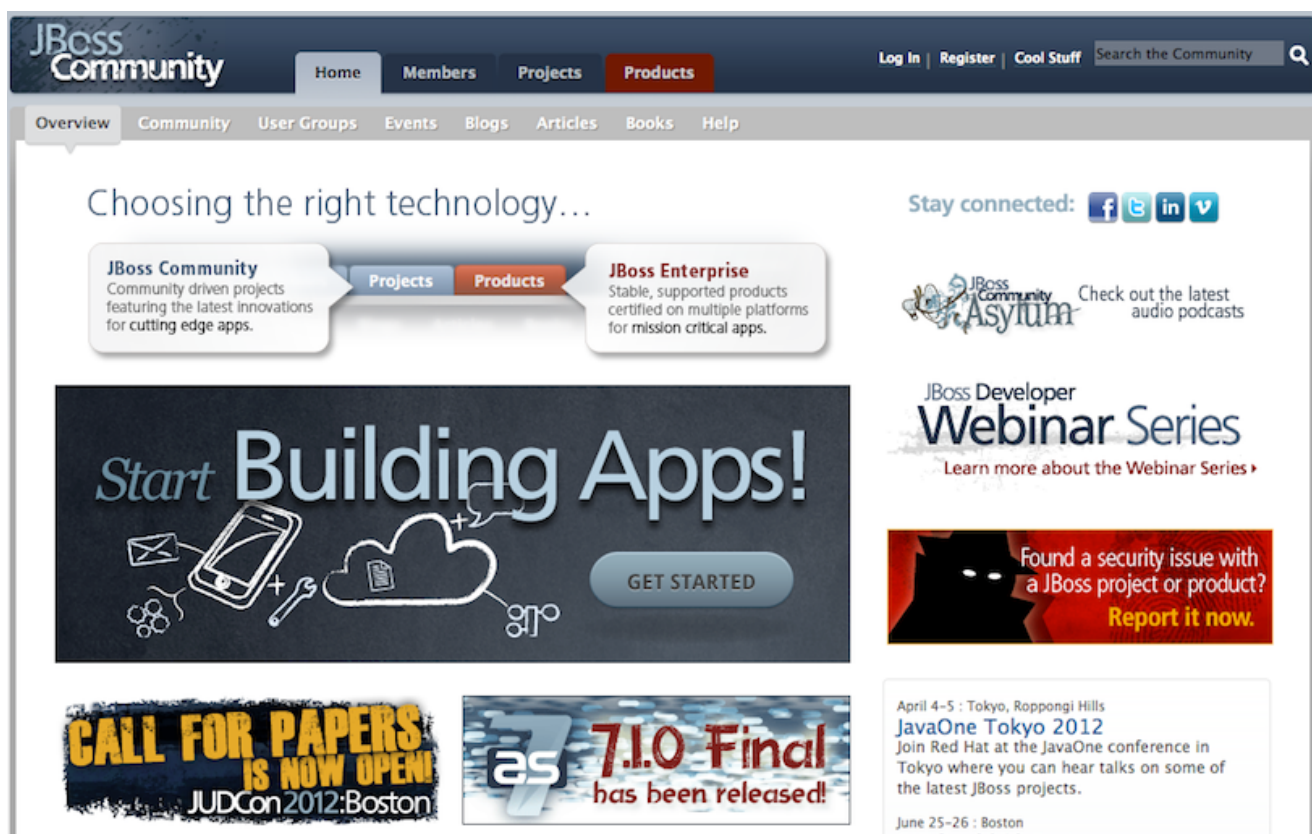 JBoss
Community
Home
Members
Projects
Products
Log In | Register | Cool Stuff
Search the Community
Overview
Community
User Groups
Events
Blogs
Articles
Books
Help
Choosing the right technology...
JBoss Community
Community driven projects
featuring the latest innovations
for cutting edge apps.
Projects
Products
JBoss Enterprise
Stable, supported products
certified on multiple platforms
for mission critical apps.
Stay connected:
f
t
in
v
JBoss
Community
Asylum
Check out the latest
audio podcasts
Start Building Apps!
GET STARTED
JBoss Developer
Webinar Series
Learn more about the Webinar Series
Found a security issue with
a JBoss project or product?
Report it now.
CALL FOR PAPERS
IS NOW OPEN!
JUDCon2012:Boston
as
7
7.1.0 Final
has been released!
April 4-5 : Tokyo, Roppongi Hills
JavaOne Tokyo 2012
Join Red Hat at the JavaOne conference in
Tokyo where you can hear talks on some of
the latest JBoss projects.
June 25-26 : Boston